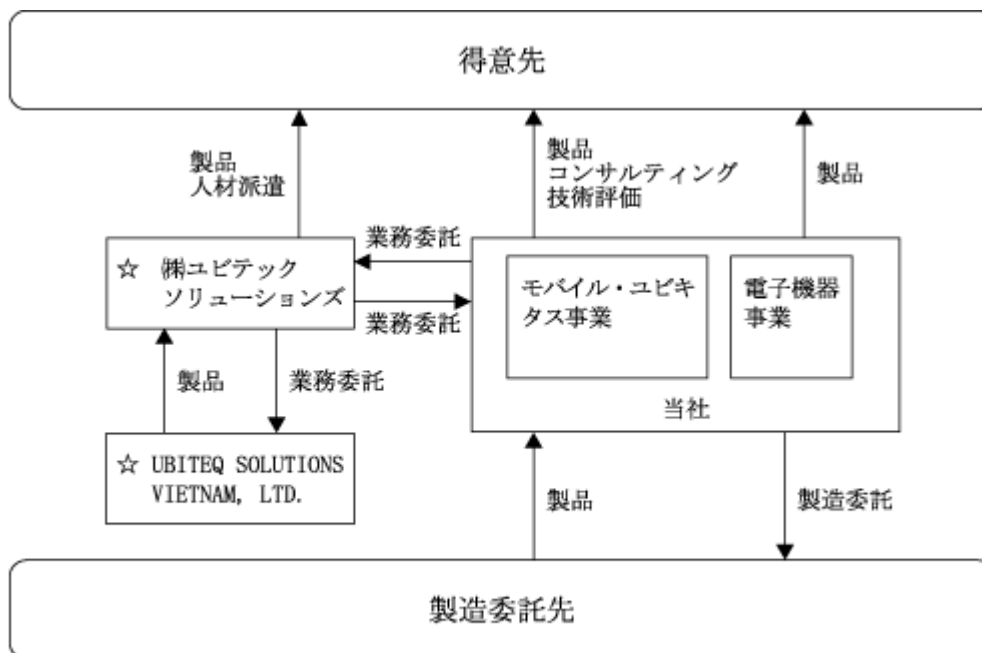 得意先
製品
人材派遣
製品
コンサルティング
技術評価
製品
業務委託
☆ ㈱ユビテック
ソリューションズ
業務委託
モバイル・ユビキ
タス事業
電子機器
事業
当社
製品
業務委託
☆ UBITEQ SOLUTIONS
VIETNAM, LTD.
製品
製造委託
製造委託先